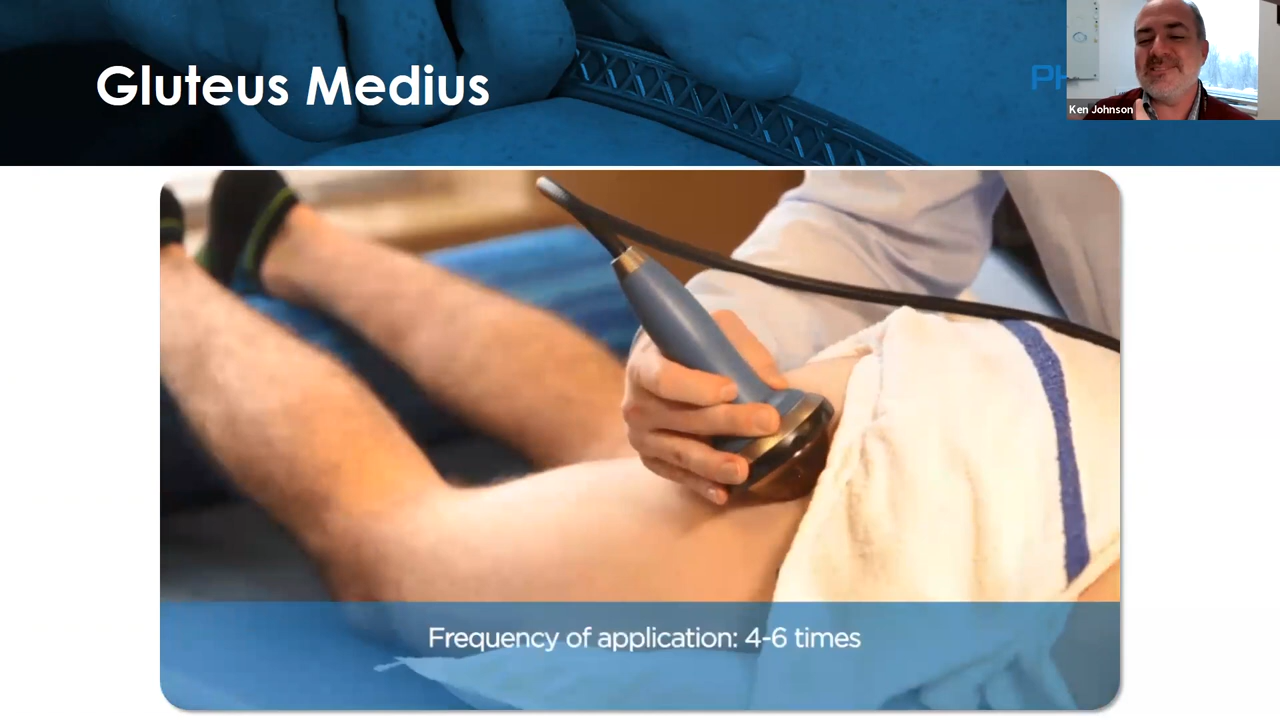 Gluteus Medius
Ken Johnson
Frequency of application: 4-6 times